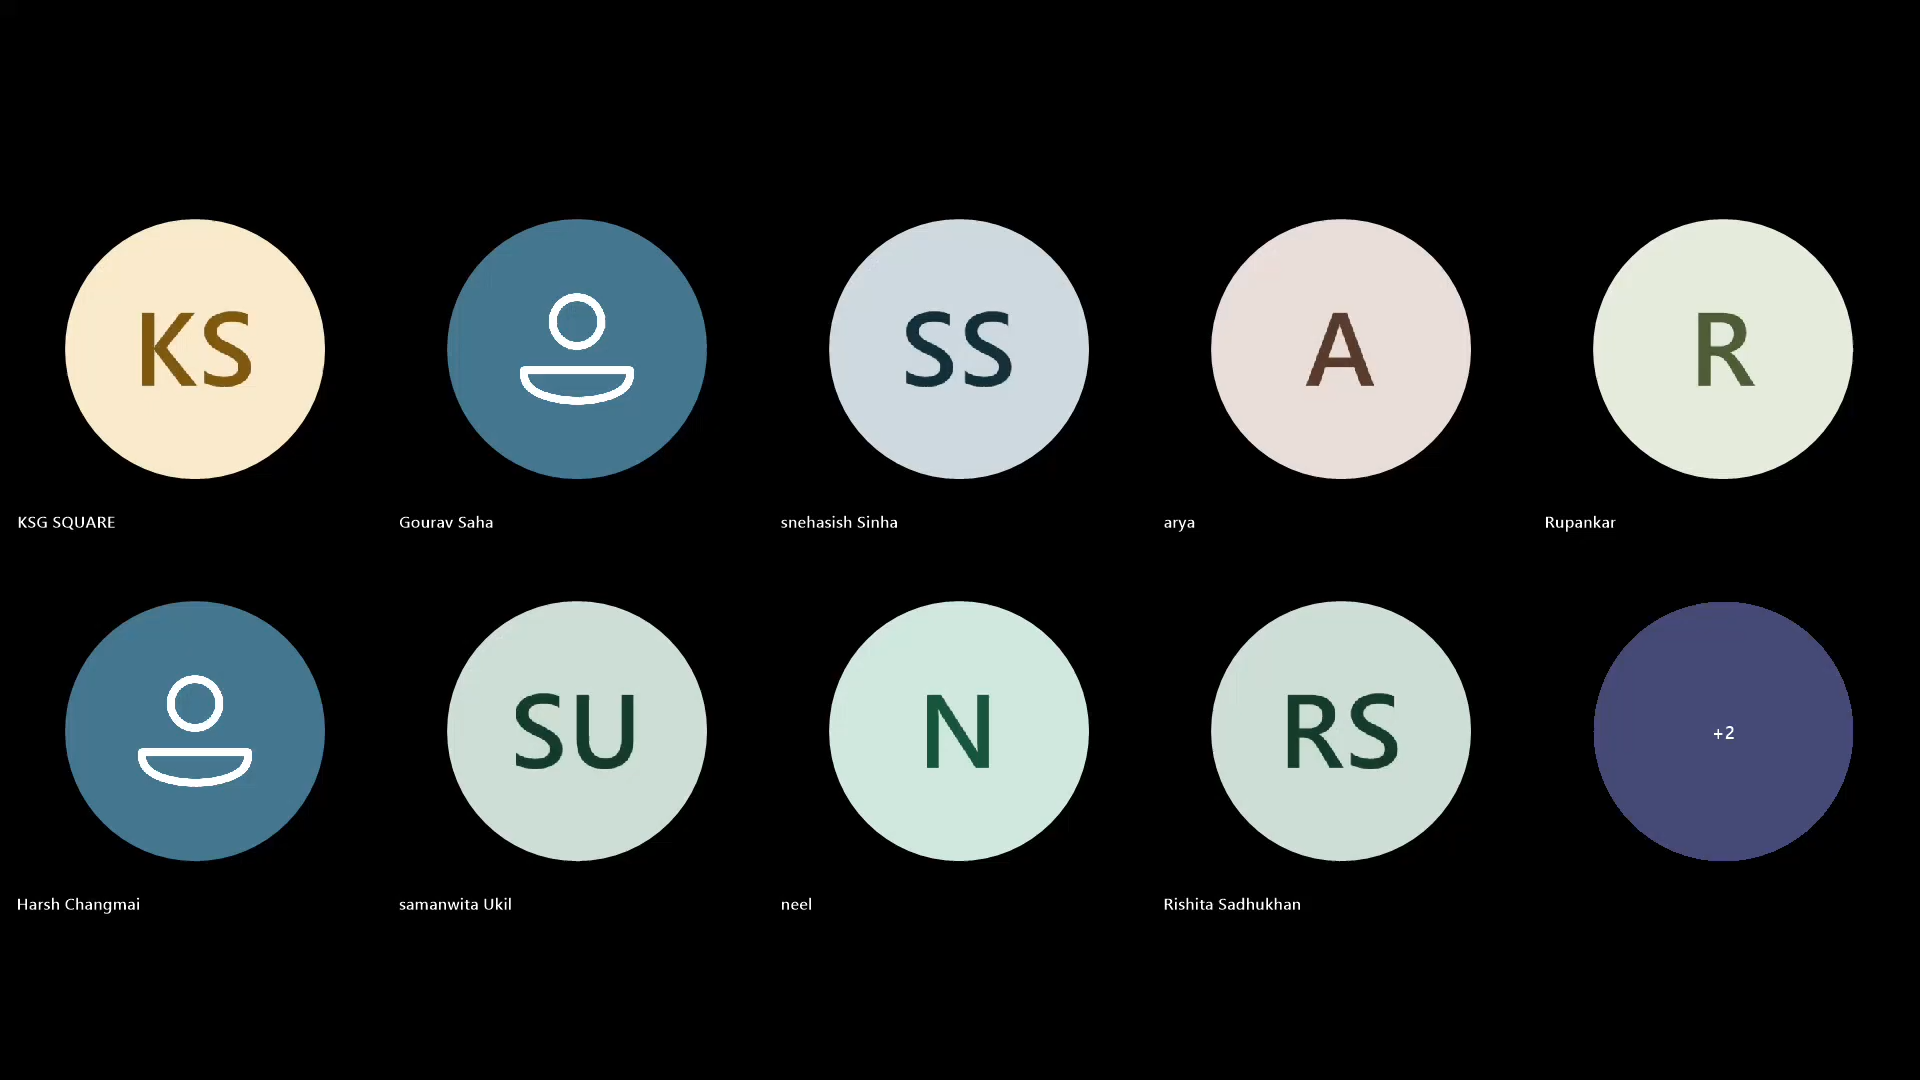 KS
SS
A
R
KSG SQUARE
Gourav Saha
snehasish Sinha
arya
Rupankar
SU
N
RS
+2
Harsh Changmai
samanwita Ukil
neel
Rishita Sadhukhan